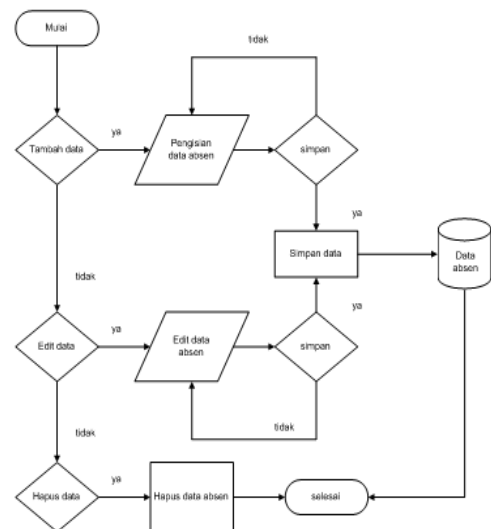 Mulai
tidak
ya
Tambah data
Pengisian
data absen
simpan
ya
Simpan data
Data
absen
tidak
ya
ya
Edit data
Edit data
absen
simpan
tidak
tidak
ya
Hapus data
Hapus data absen
selesai